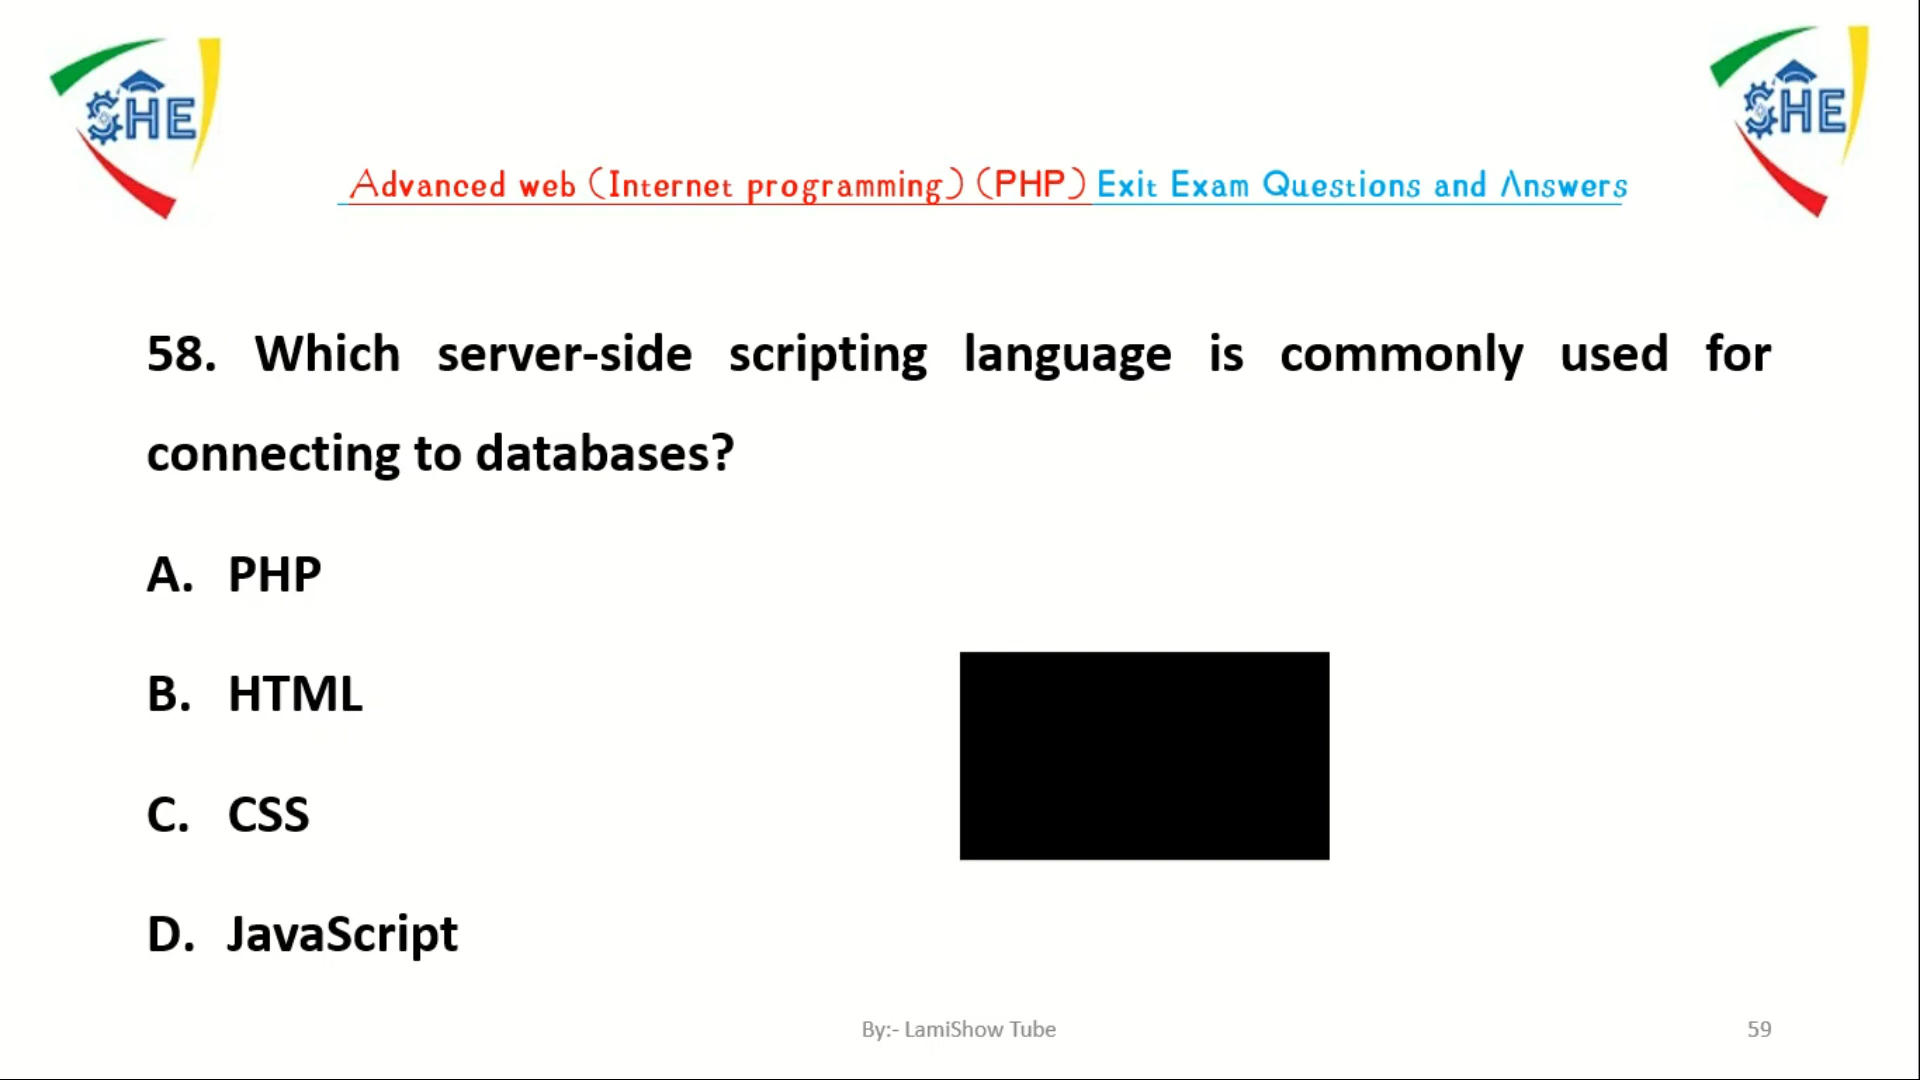 SHE
SHE
Advanced web (Internet programming) (PHP) Exit Exam Questions and Answers
58. Which server-side scripting language is commonly used for
connecting to databases?
A. PHP
B. HTML
C. CSS
D. JavaScript
By:- LamiShow Tube
59